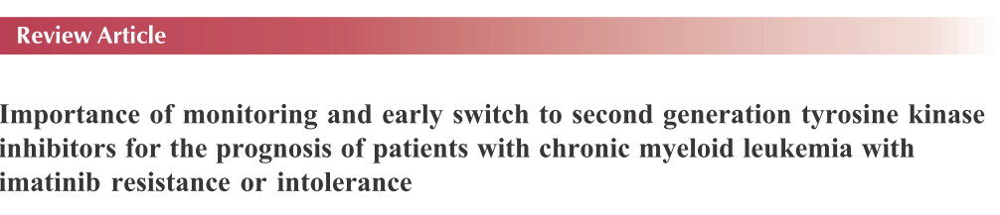 Review Article
Importance of monitoring and early switch to second generation tyrosine kinase
inhibitors for the prognosis of patients with chronic myeloid leukemia with
imatinib resistance or intolerance